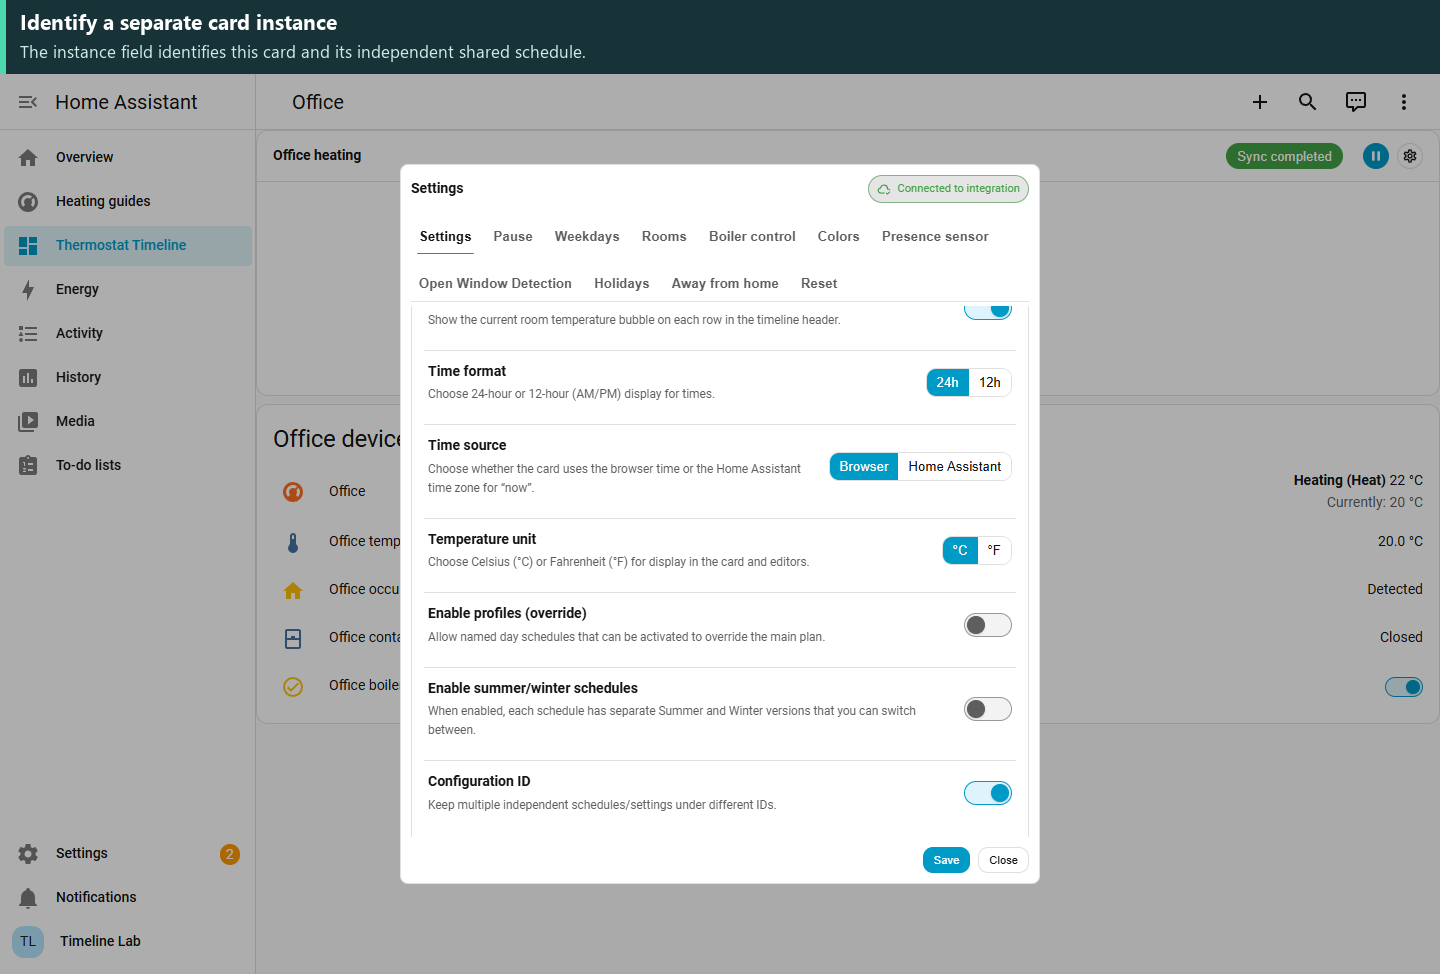 Identify a separate card instance
The instance field identifies this card and its independent shared schedule.
Home Assistant
Office
Overview
Heating guides
Thermostat Timeline
Energy
Activity
History
Media
To-do lists
Settings
2
Notifications
TL
Timeline Lab
Office heating
Sync completed
Office device
Office
Heating (Heat) 22 °C
Currently: 20 °C
Office temp
20.0 °C
Office occu
Detected
Office conta
Closed
Office boile
Settings
Connected to integration
Settings
Pause
Weekdays
Rooms
Boiler control
Colors
Presence sensor
Open Window Detection
Holidays
Away from home
Reset
Show the current room temperature bubble on each row in the timeline header.
Time format
Choose 24-hour or 12-hour (AM/PM) display for times.
24h
12h
Time source
Choose whether the card uses the browser time or the Home Assistant
time zone for “now”.
Browser
Home Assistant
Temperature unit
Choose Celsius (°C) or Fahrenheit (°F) for display in the card and editors.
°C
°F
Enable profiles (override)
Allow named day schedules that can be activated to override the main plan.
Enable summer/winter schedules
When enabled, each schedule has separate Summer and Winter versions that you can switch
between.
Configuration ID
Keep multiple independent schedules/settings under different IDs.
Save
Close